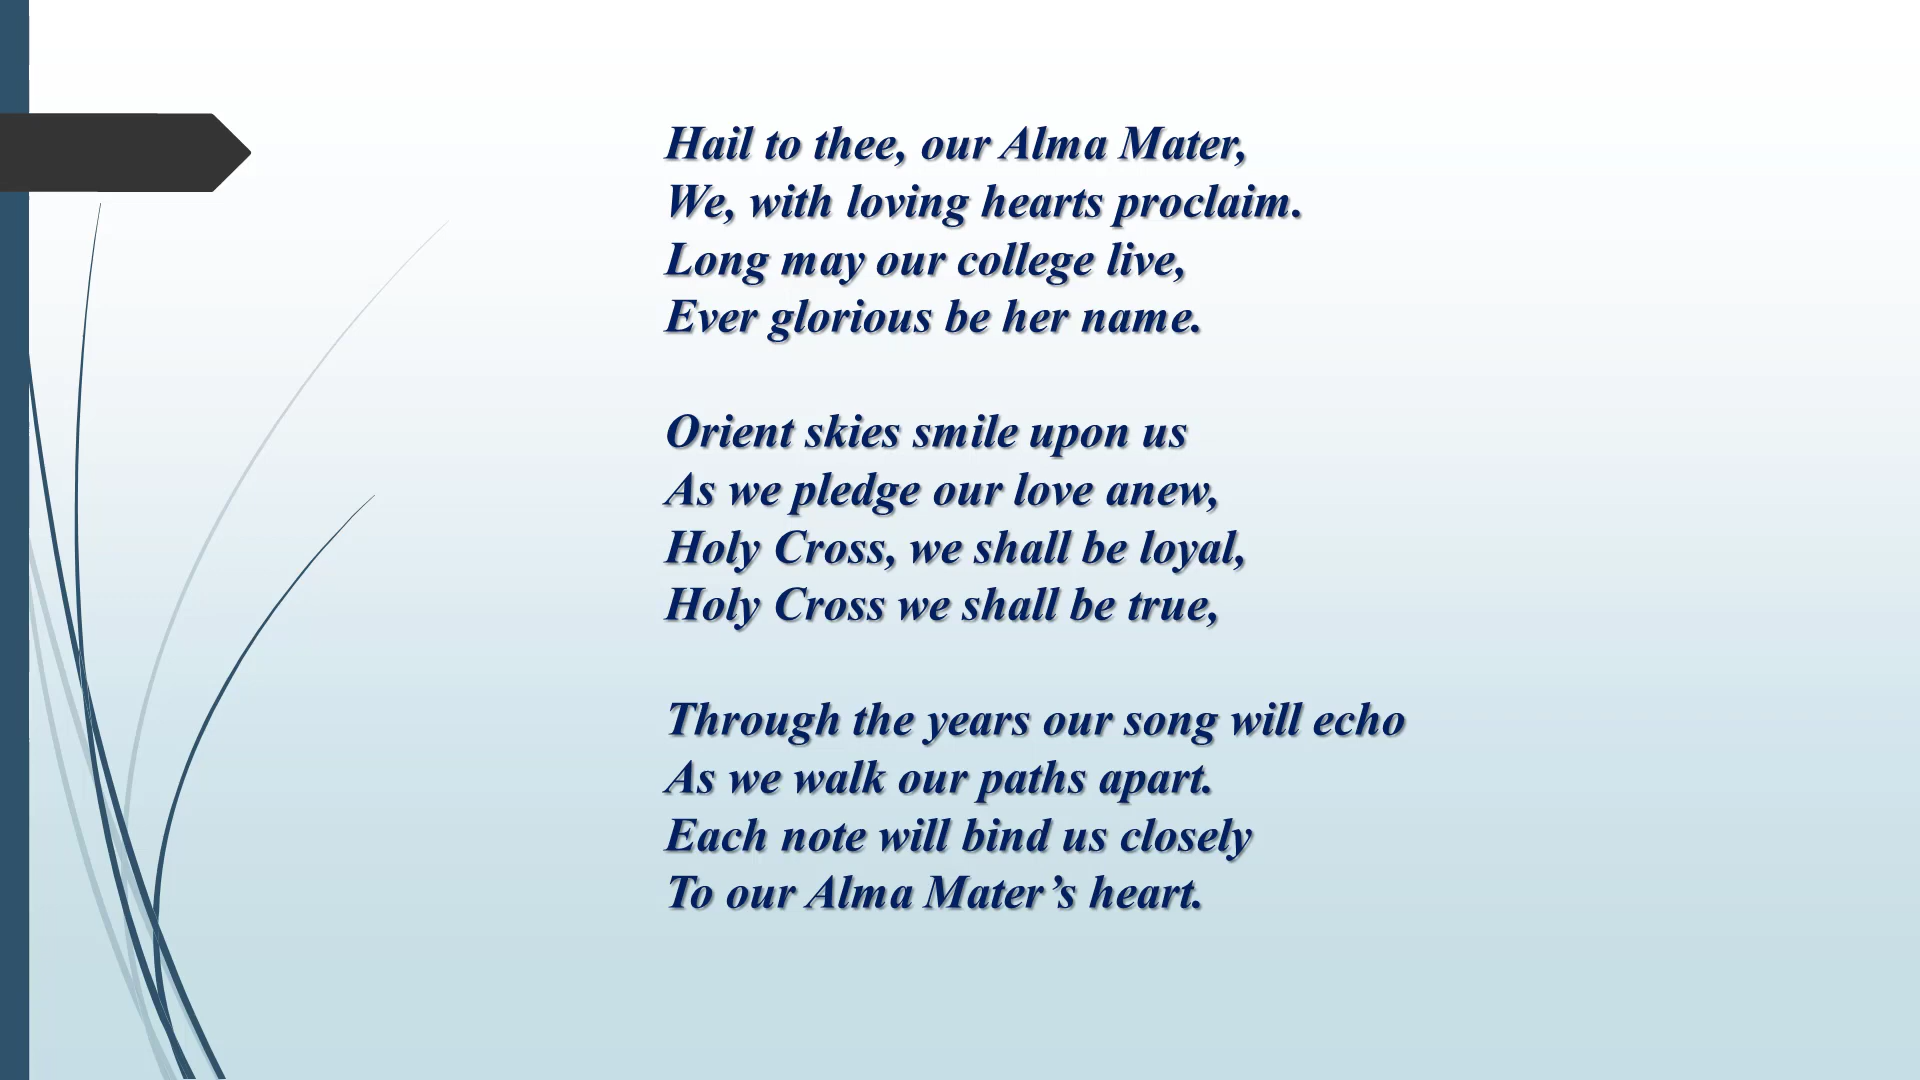 Hail to thee, our Alma Mater,
We, with loving hearts proclaim.
Long may our college live,
Ever glorious be her name.
Orient skies smile upon us
As we pledge our love anew,
Holy Cross, we shall be loyal,
Holy Cross we shall be true,
Through the years our song will echo
As we walk our paths apart.
Each note will bind us closely
To our Alma Mater’s heart.